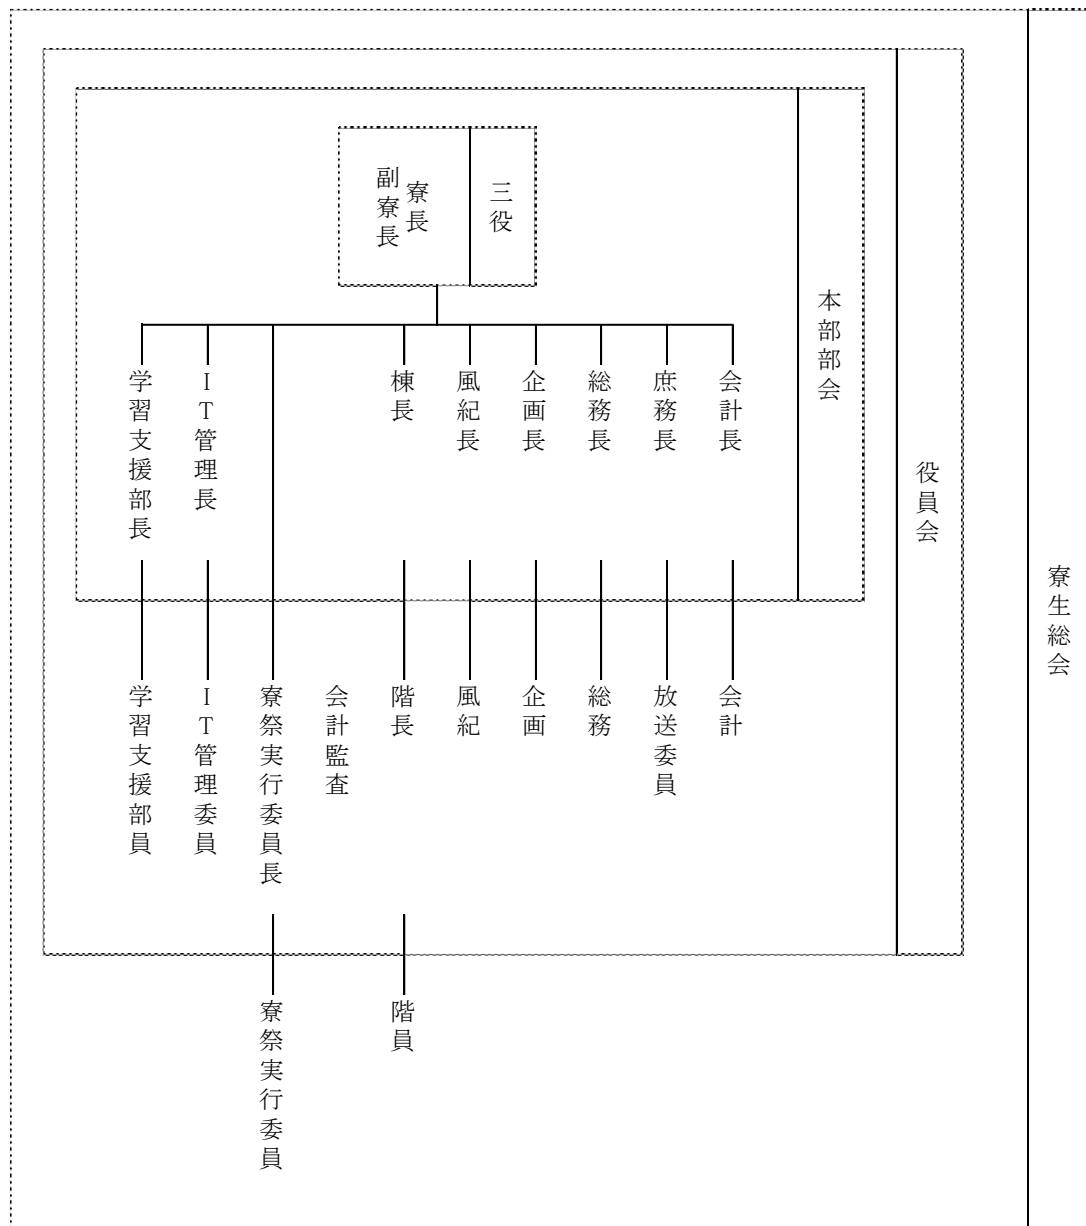 寮生総会
役員会
本部部会
三役
寮長
副寮長
会計長
庶務長
総務長
企画長
風紀長
棟長
IT管理長
学習支援部長
会計
放送委員
総務
企画
風紀
階長
会計監査
寮祭実行委員長
IT管理委員
学習支援部員
階員
寮祭実行委員